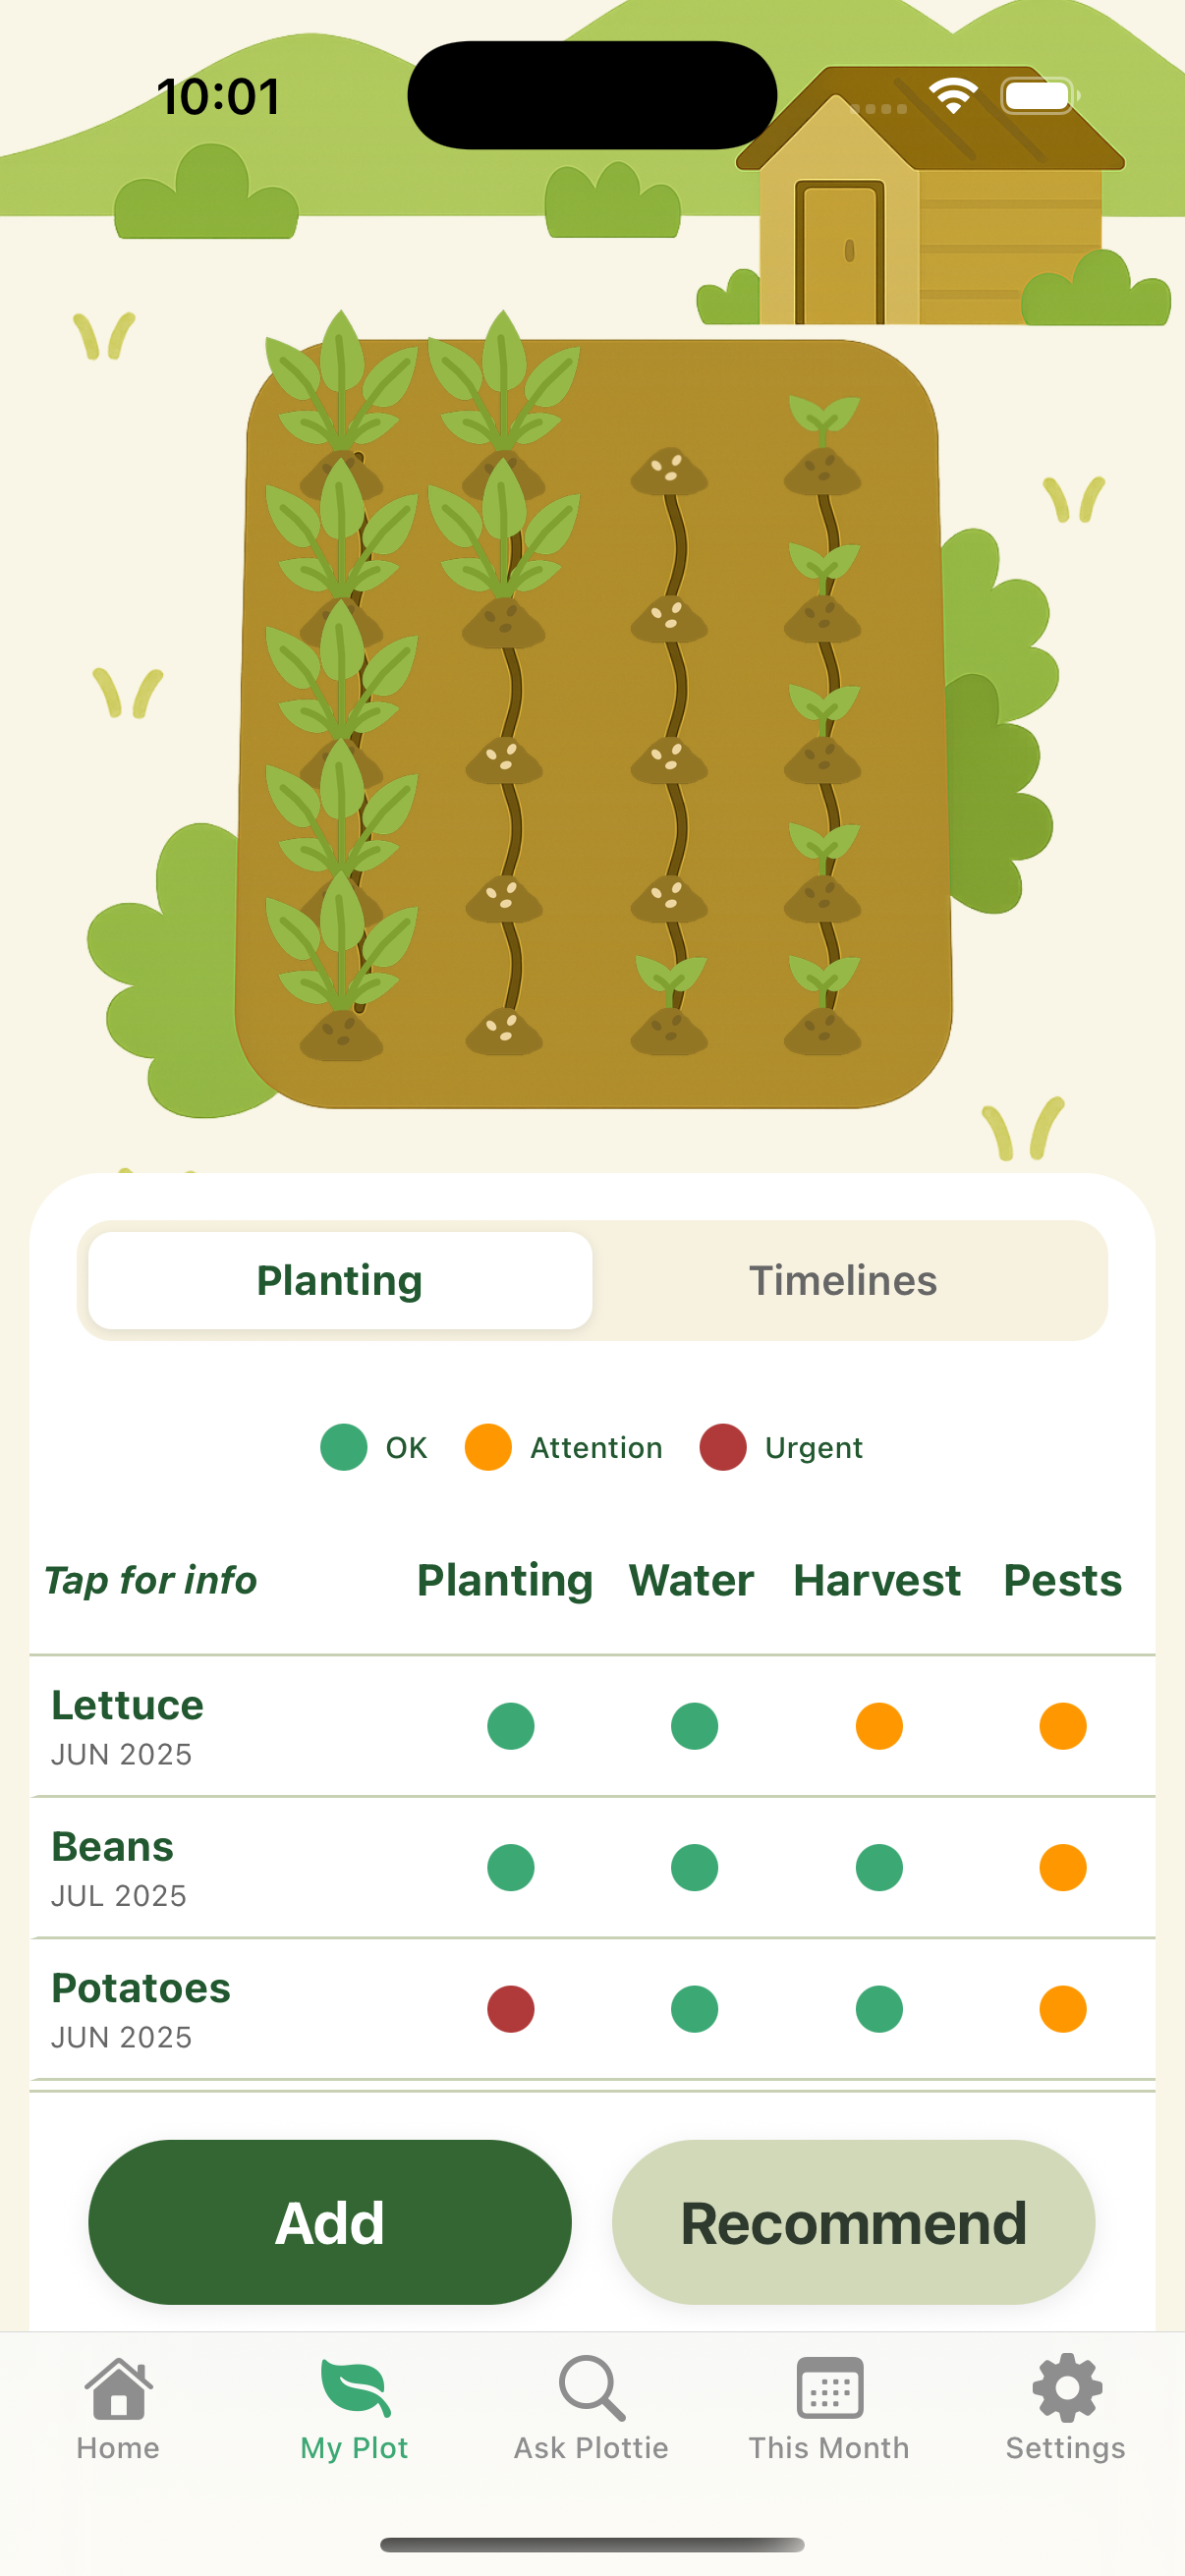 10:01
Planting
Timelines
OK
Attention
Urgent
Tap for info
Planting
Water
Harvest
Pests
Lettuce
JUN 2025
Beans
JUL 2025
Potatoes
JUN 2025
Add
Recommend
Home
My Plot
Ask Plottie
This Month
Settings